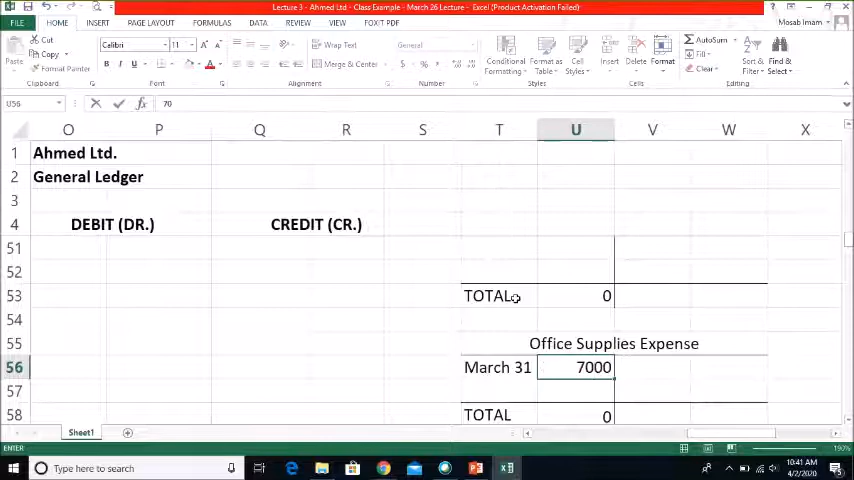 Lecture 3 - Ahmed Ltd - Class Example - March 26 Lecture - Excel (Product Activation Failed)
FILE HOME INSERT PAGE LAYOUT FORMULAS DATA REVIEW VIEW FOXIT PDF Mosab Imam
Cut
Copy
Format Painter
Paste
Calibri 11
B I U
Wrap Text
Merge & Center
General
$ % ,
Conditional Formatting
Format as Table
Cell Styles
Insert Delete Format
AutoSum
Fill
Clear
Sort & Filter
Find & Select
Clipboard Font Alignment Number Styles Cells Editing
U56 fx 70
O P Q R S T U V W X
1 Ahmed Ltd.
2 General Ledger
3
4 DEBIT (DR.) CREDIT (CR.)
51
52
53 TOTAL 0
54
55 Office Supplies Expense
56 March 31 7000
57
58 TOTAL 0
Sheet1
ENTER 190%
Type here to search
10:41 AM
4/2/2020